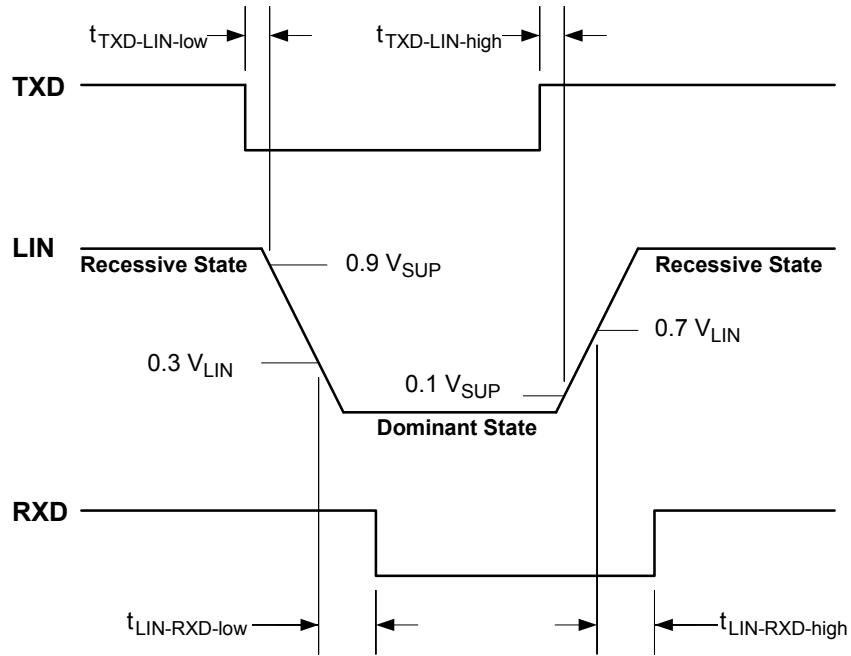 tTXD-LIN-low
tTXD-LIN-high
TXD
LIN
Recessive State
0.9 VSUP
Recessive State
0.7 VLIN
0.3 VLIN
0.1 VSUP
Dominant State
RXD
tLIN-RXD-low
tLIN-RXD-high